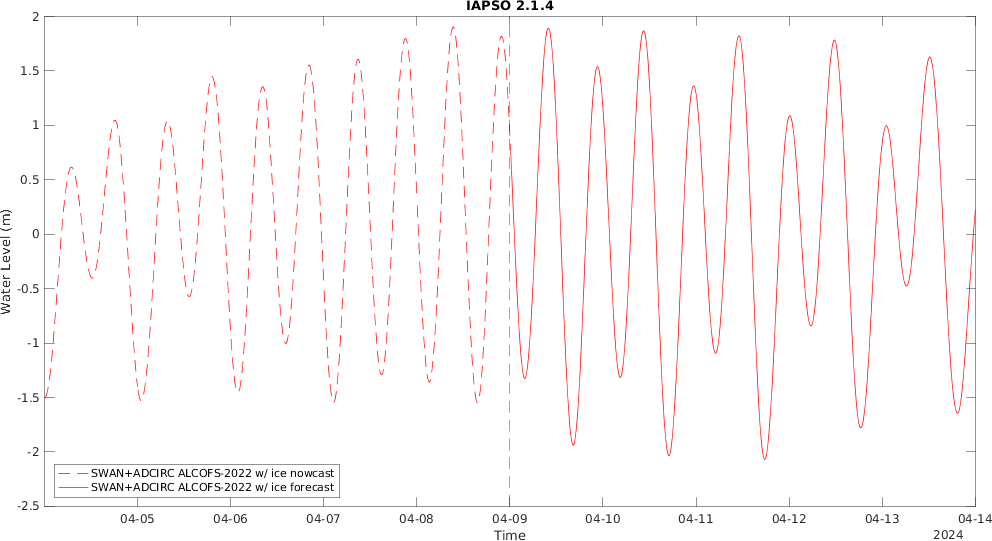 IAPSO 2.1.4
2
1.5
1
0.5
0
-0.5
-1
-1.5
-2
-2.5
Water Level (m)
SWAN+ADCIRC ALCOFS-2022 w/ ice nowcast
SWAN+ADCIRC ALCOFS-2022 w/ ice forecast
04-05 04-06 04-07 04-08 04-09 04-10 04-11 04-12 04-13 04-14
Time
2024